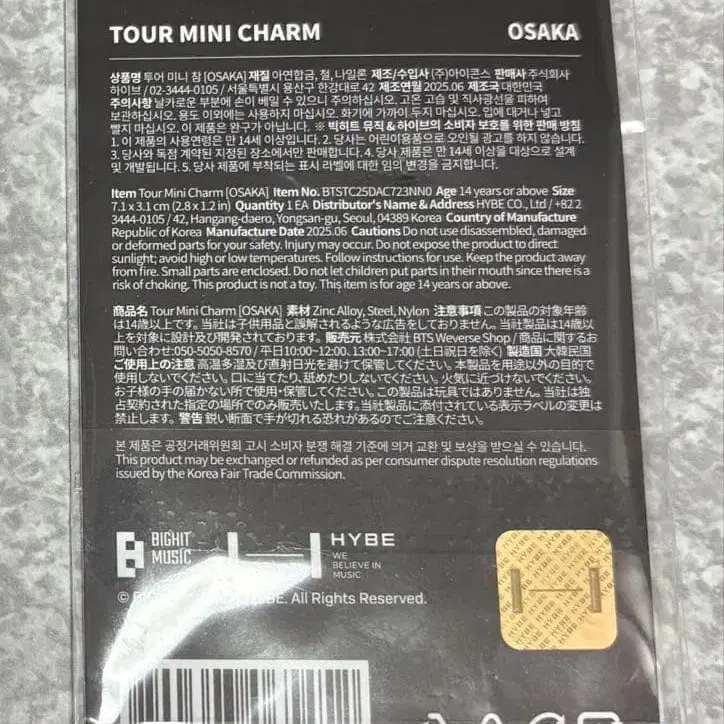 TOUR MINI CHARM OSAKA
상품명 투어 미니 참 [OSAKA] 재질 아연합금, 철, 나일론 제조/수입사 (주)아이콘스 판매사 주식회사
하이브 / 02-3444-0105 / 서울특별시 용산구 한강대로 42 제조연월 2025.06 제조국 대한민국
주의사항 날카로운 부분에 손이 베일 수 있으니 주의하십시오. 고온 고습 및 직사광선을 피하여
보관하십시오. 용도 이외에는 사용하지 마십시오. 화기에 가까이 두지 마십시오. 입에 대거나 넣고
빨지 마십시오. 이 제품은 완구가 아닙니다. ※ 빅히트 뮤직 & 하이브의 소비자 보호를 위한 판매 방침
1. 이 제품의 사용연령은 만 14세 이상입니다. 2. 당사는 어린이용품으로 오인될 광고를 하지 않습니다.
3. 당사와 독점 계약된 지정된 장소에서만 판매합니다. 4. 당사 제품은 만 14세 이상을 대상으로 설계
및 개발됩니다. 5. 당사 제품에 부착되는 표시 라벨에 대한 임의 변경을 금지합니다.
Item Tour Mini Charm [OSAKA] Item No. BTSTC25DAC723NN0 Age 14 years or above Size
7.1 x 3.1 cm (2.8 x 1.2 in) Quantity 1 EA Distributor's Name & Address HYBE CO., Ltd / +82 2
3444-0105 / 42, Hangang-daero, Yongsan-gu, Seoul, 04389 Korea Country of Manufacture
Republic of Korea Manufacture Date 2025.06 Cautions Do not use disassembled, damaged
or deformed parts for your safety. Injury may occur. Do not expose the product to direct
sunlight; avoid high or low temperatures. Follow instructions for use. Keep the product away
from fire. Small parts are enclosed. Do not let children put parts in their mouth since there is a
risk of choking. This product is not a toy. This item is for age 14 years or above.
商品名 Tour Mini Charm [OSAKA] 素材 Zinc Alloy, Steel, Nylon 注意事項 この製品の対象年齢
は14歳以上です。当社は子供用品と誤解されるような広告をしておりません。当社製品は14歳以
上を対象に設計及び開発されております。 販売元 株式会社 BTS Weverse Shop / 商品に関するお
問い合わせ:050-5050-8570 / 平日10:00~12:00、13:00~17:00 (土日祝日を除く) 製造国 大韓民国
ご使用上の注意 高温多湿及び直射日光を避けて保管してください。本製品を用途以外の目的で
使用しないでください。口に当てたり、舐めたりしないでください。火気に近づけないでください。
お子様の手の届かない所で使用・保管してください。この製品は玩具ではありません。当社は独
占契約された指定の場所でのみ販売いたします。当社製品に添付されている表示ラベルの変更は
禁止します。 警告 鋭い断面で手が切れる恐れがあるのでご注意ください。
본 제품은 공정거래위원회 고시 소비자 분쟁 해결 기준에 의거 교환 및 보상을 받으실 수 있습니다.
This product may be exchanged or refunded as per consumer dispute resolution regulations
issued by the Korea Fair Trade Commission.
BIGHIT
MUSIC
HYBE
WE
BELIEVE IN
MUSIC
© HYBE. All Rights Reserved.
HYBE